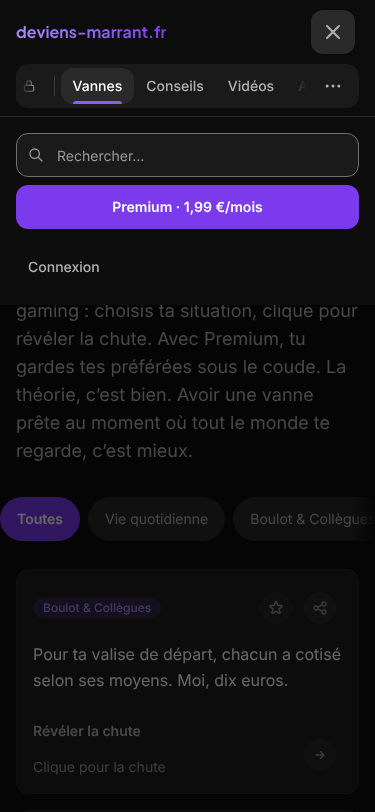 deviens-marrant.fr
Vannes Conseils Vidéos
Rechercher...
Premium · 1,99 €/mois
Connexion
gaming : choisis ta situation, clique pour
révéler la chute. Avec Premium, tu
gardes tes préférées sous le coude. La
théorie, c'est bien. Avoir une vanne
prête au moment où tout le monde te
regarde, c'est mieux.
Toutes Vie quotidienne Boulot & Collègues
Boulot & Collègues
Pour ta valise de départ, chacun a cotisé
selon ses moyens. Moi, dix euros.
Révéler la chute
Clique pour la chute